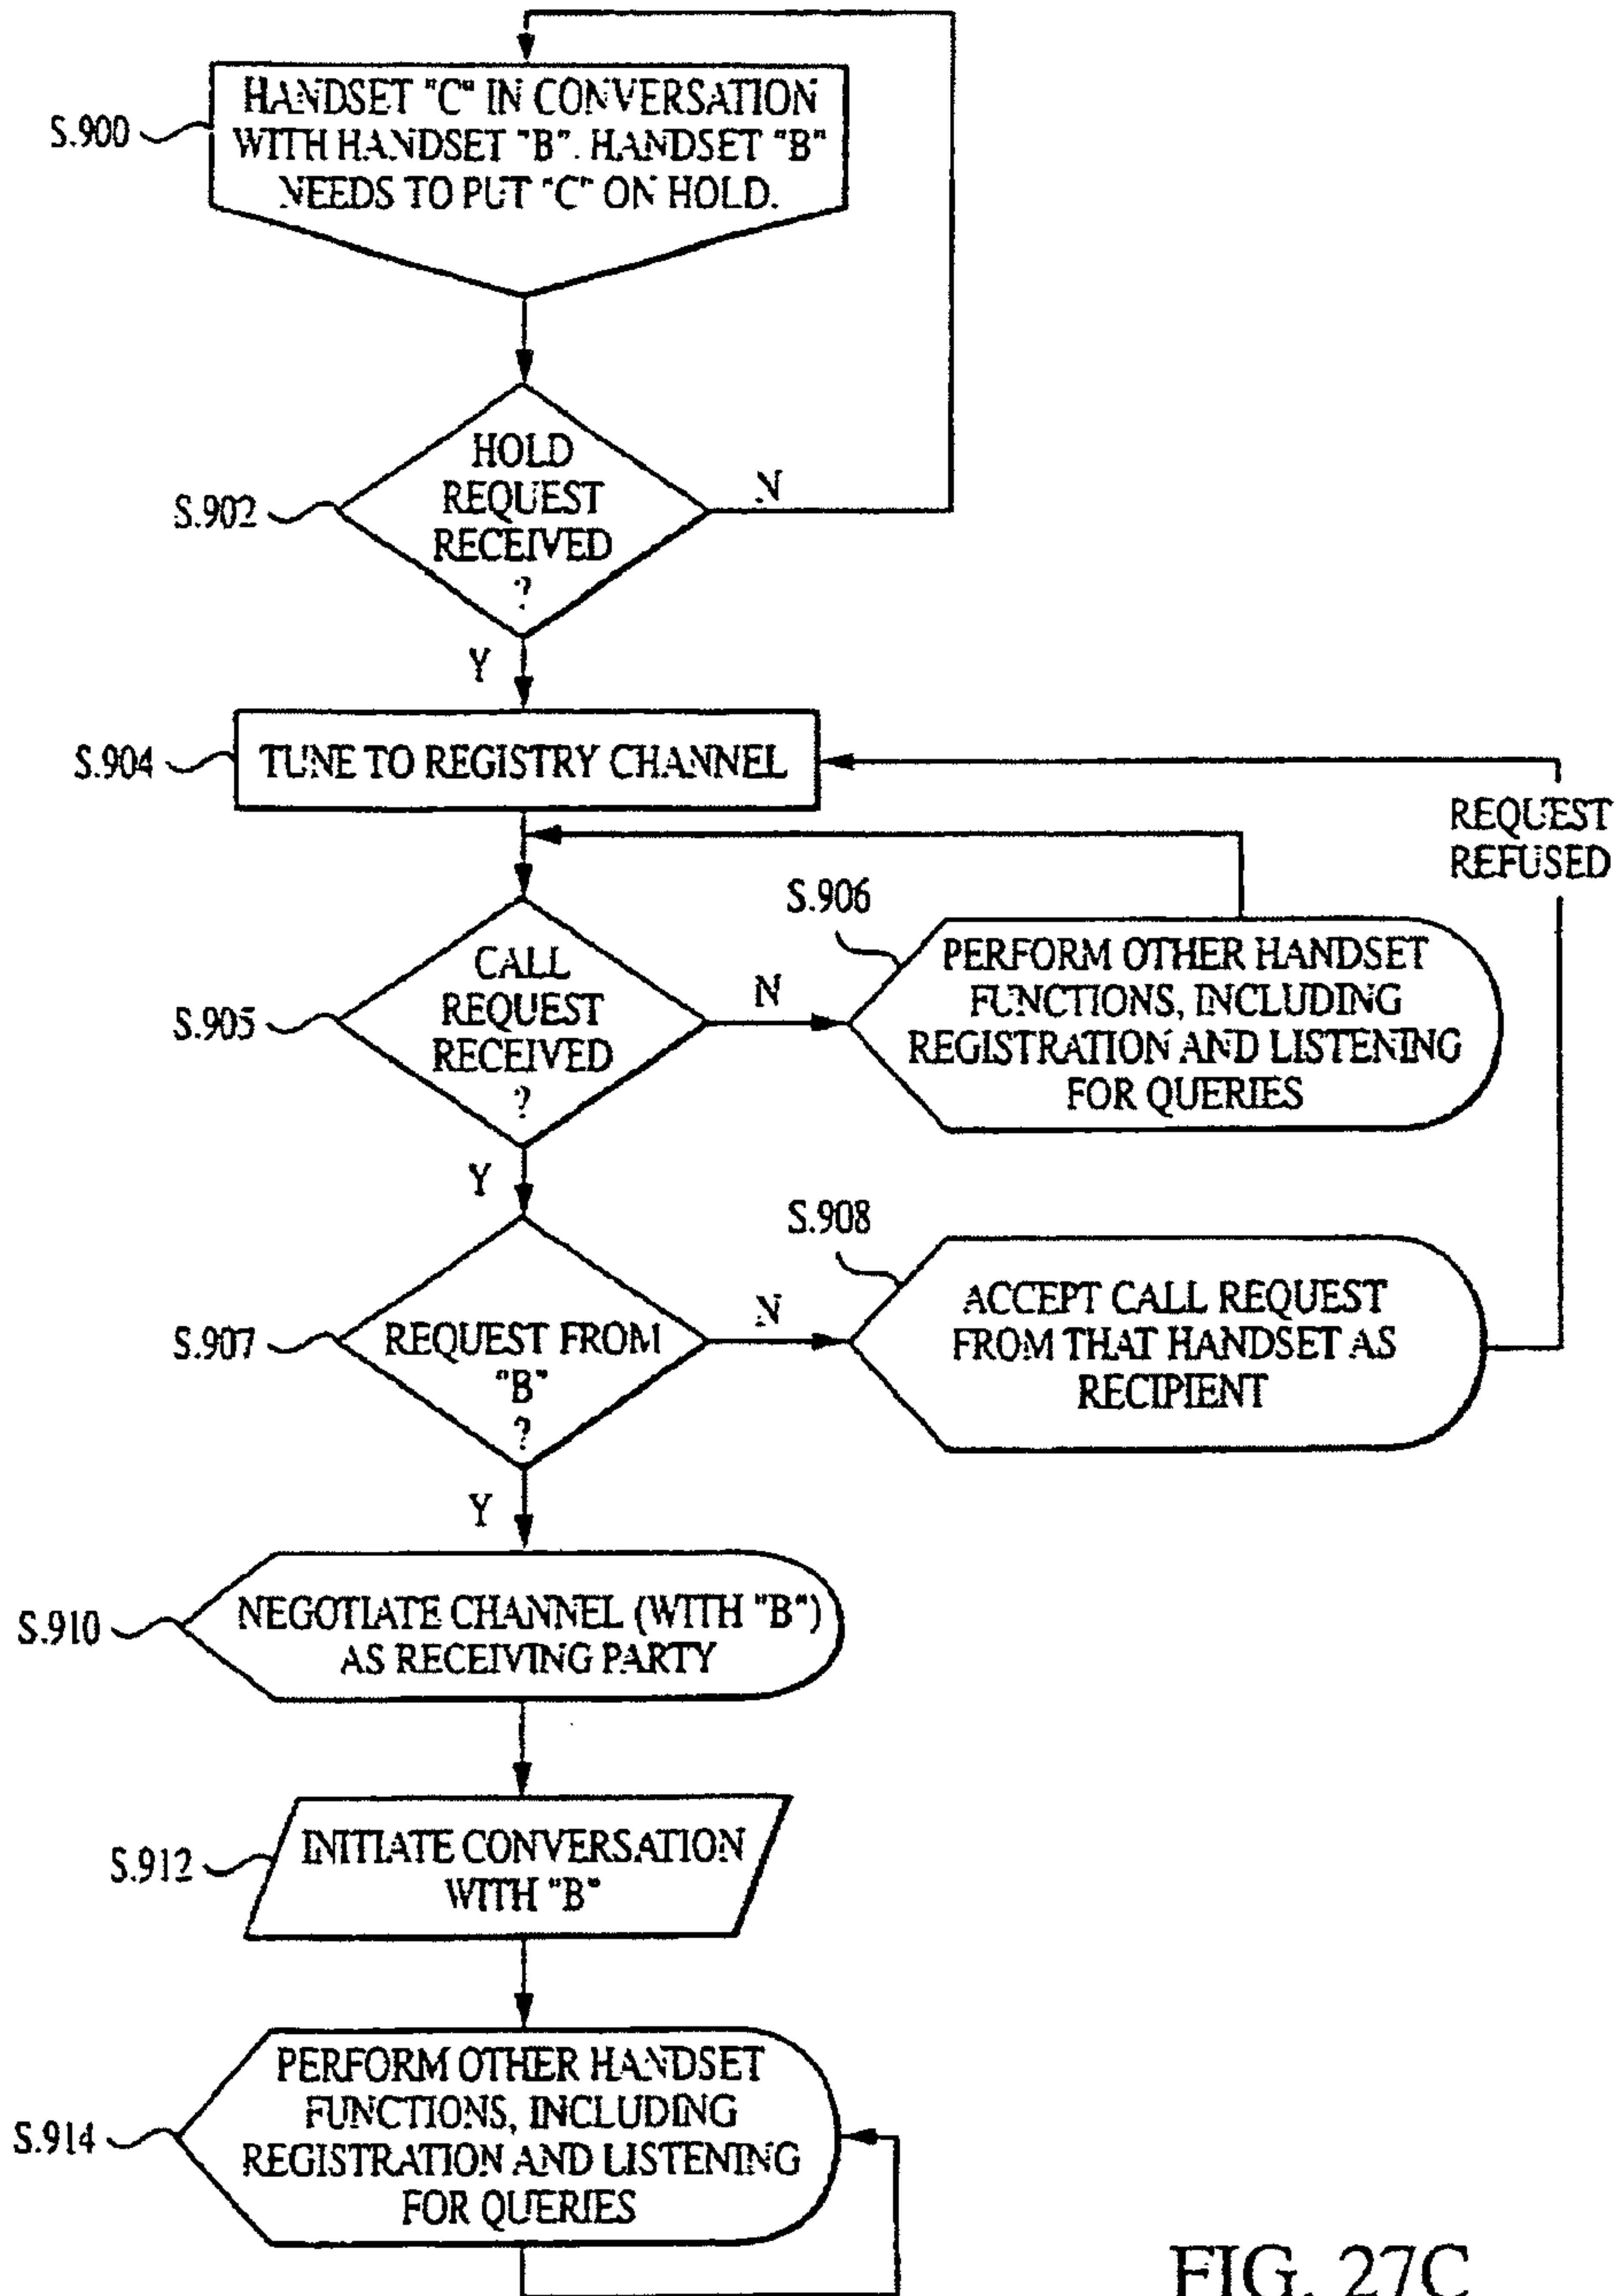 S.900
HANDSET "C" IN CONVERSATION
WITH HANDSET "B". HANDSET "B"
NEEDS TO PUT "C" ON HOLD.
S.902
HOLD
REQUEST
RECEIVED
?
N
Y
S.904
TUNE TO REGISTRY CHANNEL
REQUEST
REFUSED
S.905
CALL
REQUEST
RECEIVED
?
N
S.906
PERFORM OTHER HANDSET
FUNCTIONS, INCLUDING
REGISTRATION AND LISTENING
FOR QUERIES
Y
S.907
REQUEST FROM
"B"
?
N
S.908
ACCEPT CALL REQUEST
FROM THAT HANDSET AS
RECIPIENT
Y
S.910
NEGOTIATE CHANNEL (WITH "B")
AS RECEIVING PARTY
S.912
INITIATE CONVERSATION
WITH "B"
S.914
PERFORM OTHER HANDSET
FUNCTIONS, INCLUDING
REGISTRATION AND LISTENING
FOR QUERIES
FIG. 27C